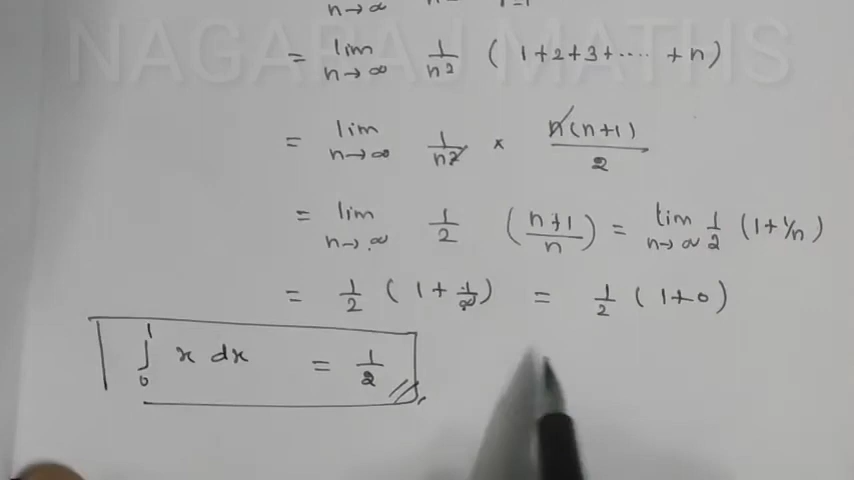 n→∞
NAGARAJ MATHS
= lim n→∞ 1/n² (1+2+3+····+n)
= lim n→∞ 1/n² × n(n+1)/2
= lim n→∞ 1/2 (n+1/n) = lim n→∞ 1/2 (1+1/n)
= 1/2 (1+1/∞) = 1/2 (1+0)
∫₀¹ x dx = 1/2